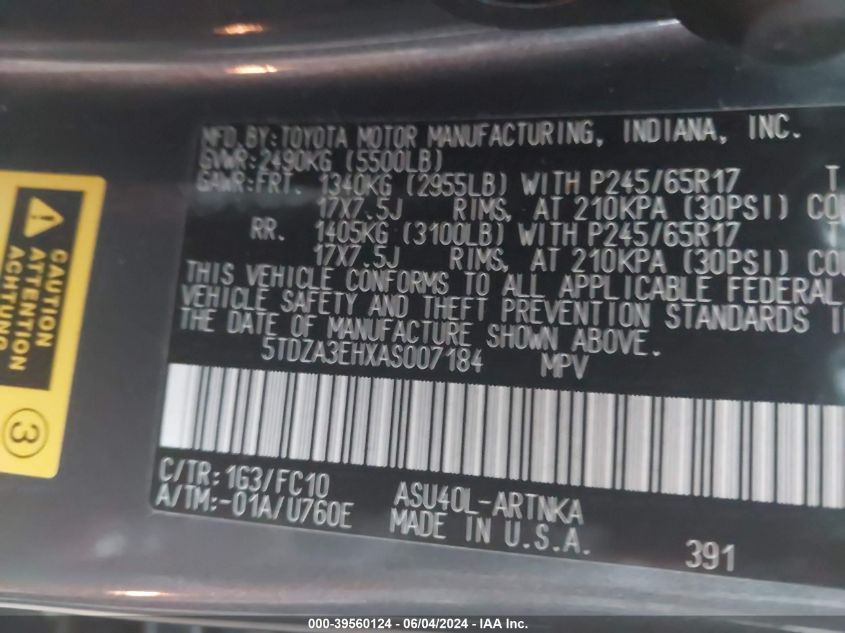 MFD. BY: TOYOTA MOTOR MANUFACTURING, INDIANA, INC.
GVWR: 2490KG (5500LB)
GAWR: FRT. 1340KG (2955LB) WITH P245/65R17 T
17X7.5J RIMS, AT 210KPA (30PSI)
RR. 1405KG (3100LB) WITH P245/65R17 T
17X7.5J RIMS, AT 210KPA (30PSI)
THIS VEHICLE CONFORMS TO ALL APPLICABLE FEDERAL
VEHICLE SAFETY AND THEFT PREVENTION STANDARDS
THE DATE OF MANUFACTURE SHOWN ABOVE.
5TDZA3EHXAS007184 MPV
C/TR: 1G3/FC10
A/TM:-01A/U760E
ASU40L-ARTNKA
MADE IN U.S.A.
391
CAUTION
ATTENTION
ACHTUNG
3
000-39560124 - 06/04/2024 - IAA Inc.